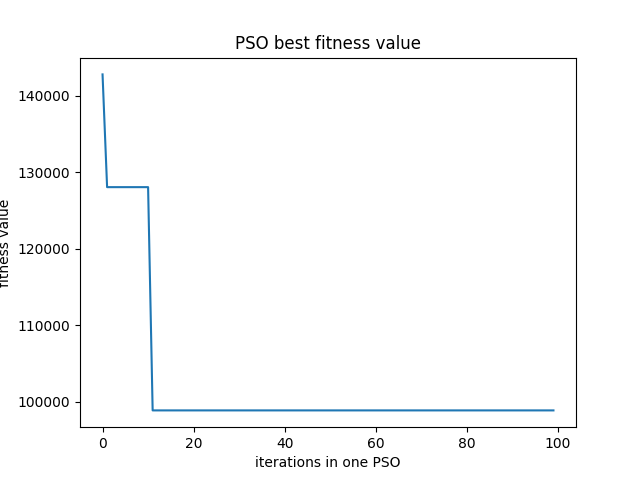 PSO best fitness value
fitness value
140000
130000
120000
110000
100000
0 20 40 60 80 100
iterations in one PSO